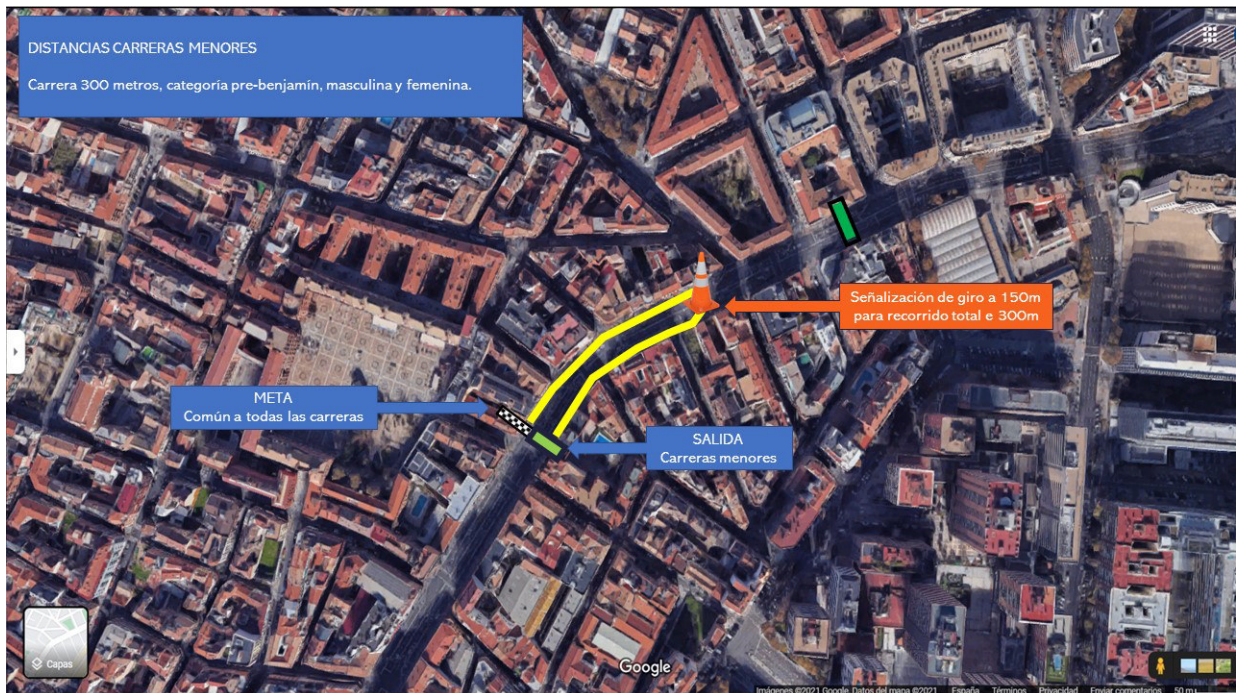 DISTANCIAS CARRERAS MENORES
Carrera 300 metros, categoría pre-benjamín, masculina y femenina.
Señalización de giro a 150m
para recorrido total e 300m
META
Común a todas las carreras
SALIDA
Carreras menores
Capas
Google
Imágenes ©2021 Google, Datos del mapa ©2021 España Términos Privacidad Enviar comentarios 50 m